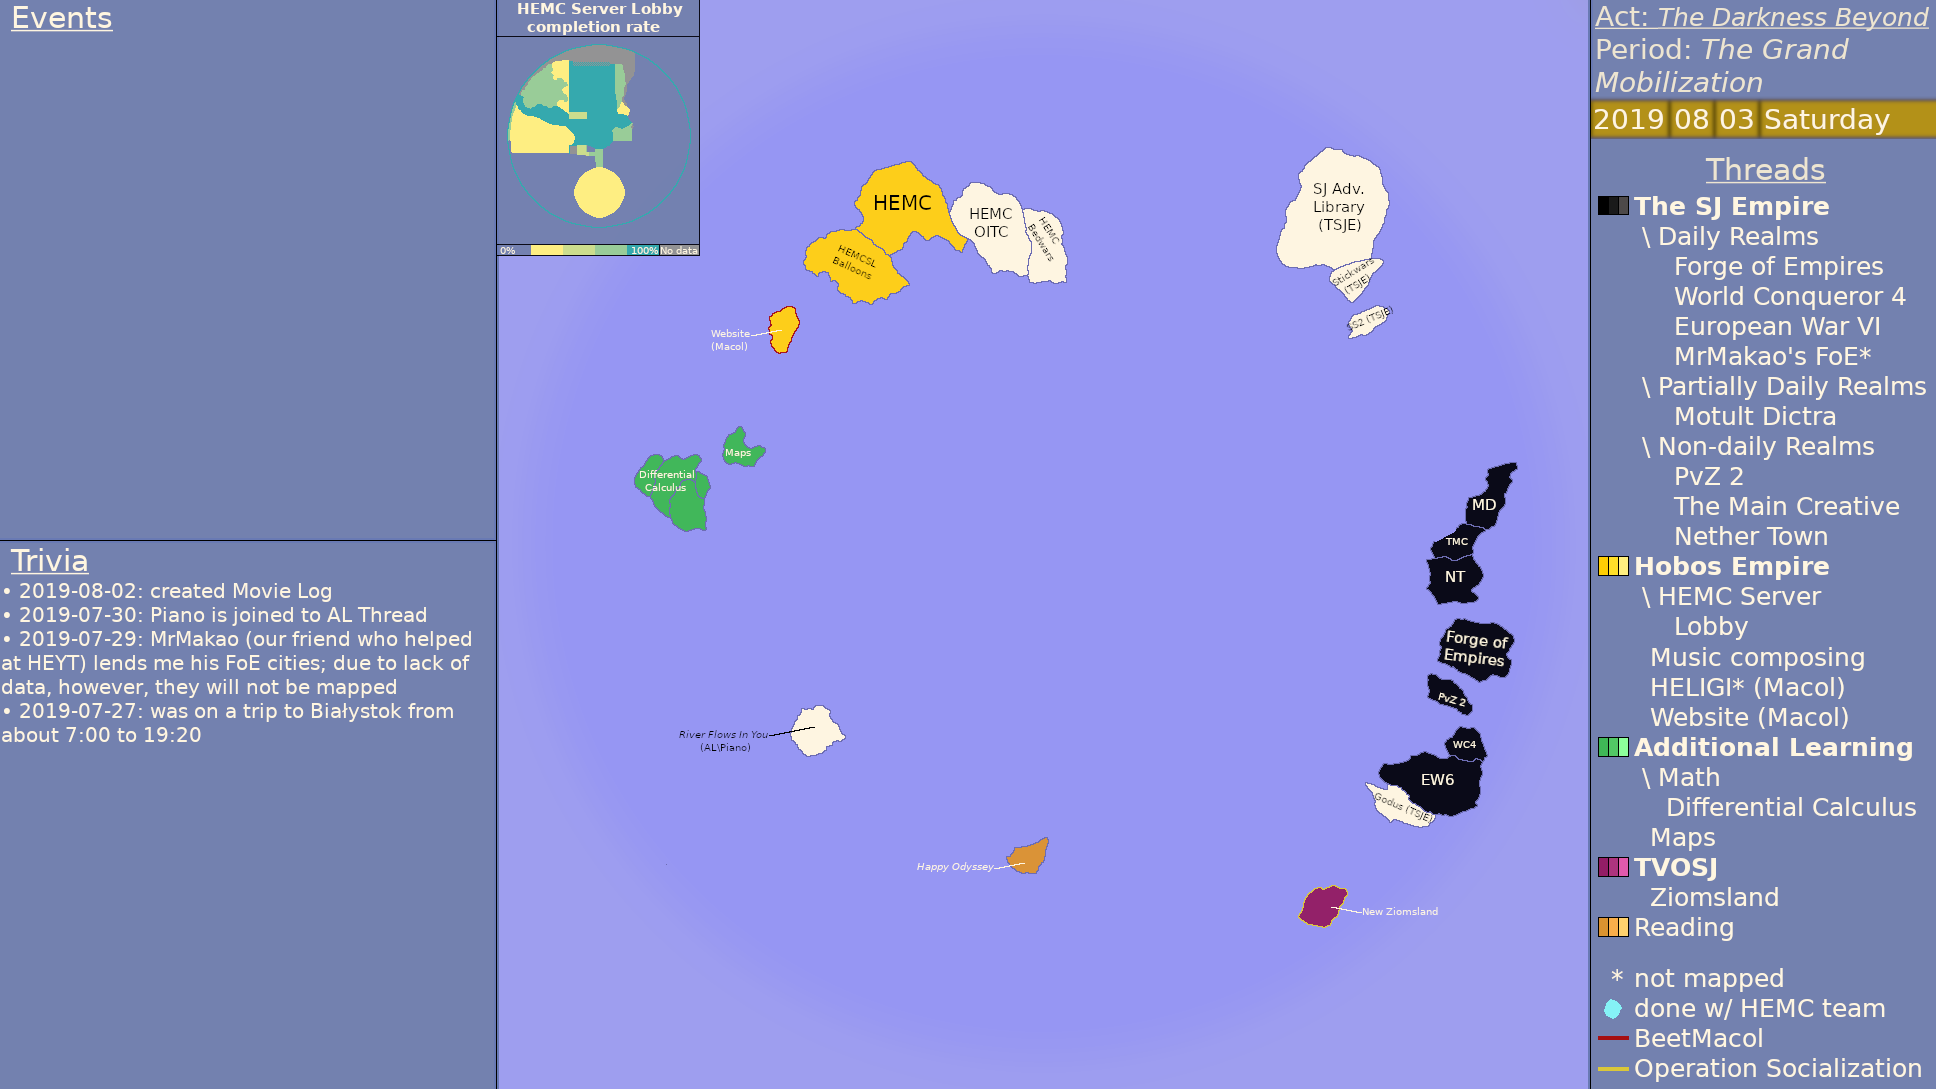 Events
Trivia
• 2019-08-02: created Movie Log
• 2019-07-30: Piano is joined to AL Thread
• 2019-07-29: MrMakao (our friend who helped
at HEYT) lends me his FoE cities; due to lack of
data, however, they will not be mapped
• 2019-07-27: was on a trip to Białystok from
about 7:00 to 19:20
HEMC Server Lobby
completion rate
0% 100% No data
HEMC
HEMC
OITC
HEMC
Bedwars
HEMCSL
Balloons
Website
(Macol)
SJ Adv.
Library
(TSJE)
Stickwars
(TSJE)
SS2 (TSJE)
Maps
Differential
Calculus
MD
TMC
NT
Forge of
Empires
PvZ 2
WC4
EW6
Godus (TSJE)
River Flows In You
(AL\Piano)
Happy Odyssey
New Ziomsland
Act: The Darkness Beyond
Period: The Grand
Mobilization
2019 08 03 Saturday
Threads
The SJ Empire
\ Daily Realms
Forge of Empires
World Conqueror 4
European War VI
MrMakao's FoE*
\ Partially Daily Realms
Motult Dictra
\ Non-daily Realms
PvZ 2
The Main Creative
Nether Town
Hobos Empire
\ HEMC Server
Lobby
Music composing
HELIGI* (Macol)
Website (Macol)
Additional Learning
\ Math
Differential Calculus
Maps
TVOSJ
Ziomsland
Reading
* not mapped
done w/ HEMC team
BeetMacol
Operation Socialization